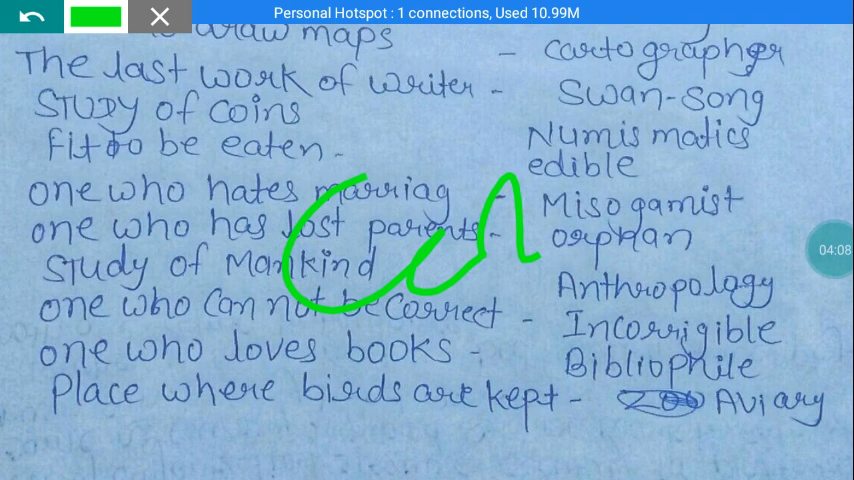 Personal Hotspot : 1 connections, Used 10.99M
draw maps - cartographer
The last work of writer - Swan-song
STUDY of coins Numismatics
fit to be eaten - edible
one who hates marriag - Misogamist
one who has lost parents - orphan
Study of Mankind Anthropology
one who can not be Correct - Incorrigible
one who loves books - Bibliophile
Place where birds are kept - Aviary
04:08